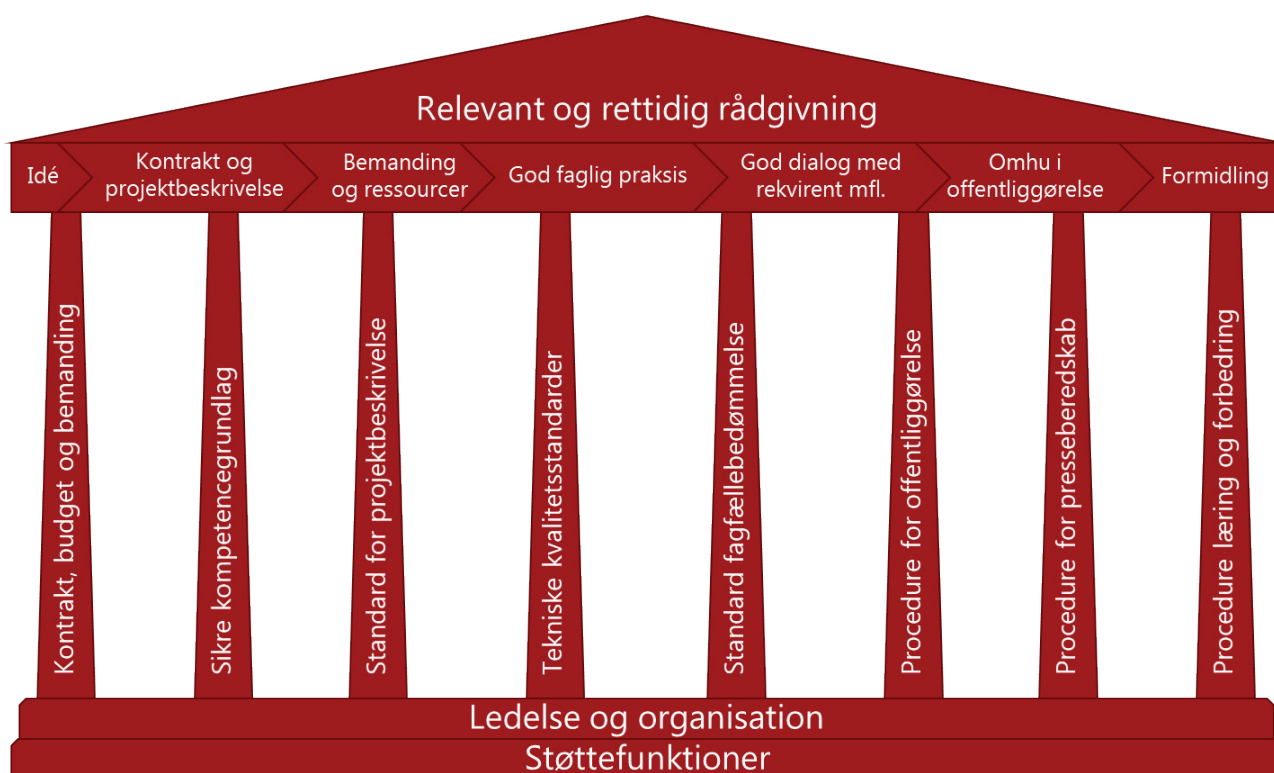 Relevant og rettidig rådgivning
Idé
Kontrakt og
projektbeskrivelse
Bemanding
og ressourcer
God faglig praksis
God dialog med
rekvirent mfl.
Omhu i
offentliggørelse
Formidling
Kontrakt, budget og bemanding
Sikre kompetencegrundlag
Standard for projektbeskrivelse
Tekniske kvalitetsstandarder
Standard fagfællebedømmelse
Procedure for offentliggørelse
Procedure for presseberedskab
Procedure læring og forbedring
Ledelse og organisation
Støttefunktioner